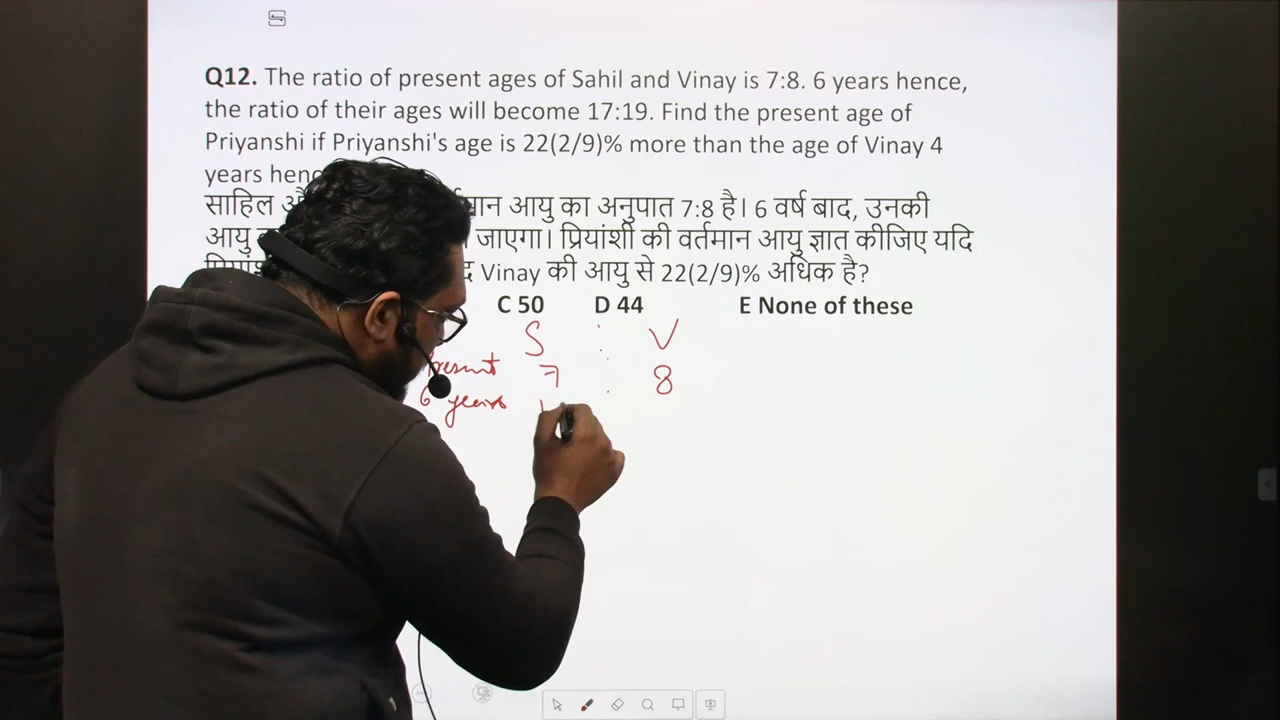 Q12. The ratio of present ages of Sahil and Vinay is 7:8. 6 years hence,
the ratio of their ages will become 17:19. Find the present age of
Priyanshi if Priyanshi's age is 22(2/9)% more than the age of Vinay 4
years
साहिल आयु का अनुपात 7:8 है। 6 वर्ष बाद, उनकी
आयु जाएगा। प्रियांशी की वर्तमान आयु ज्ञात कीजिए यदि
Vinay की आयु से 22(2/9)% अधिक है?
C 50 D 44 E None of these
S : V
7 : 8
6 years